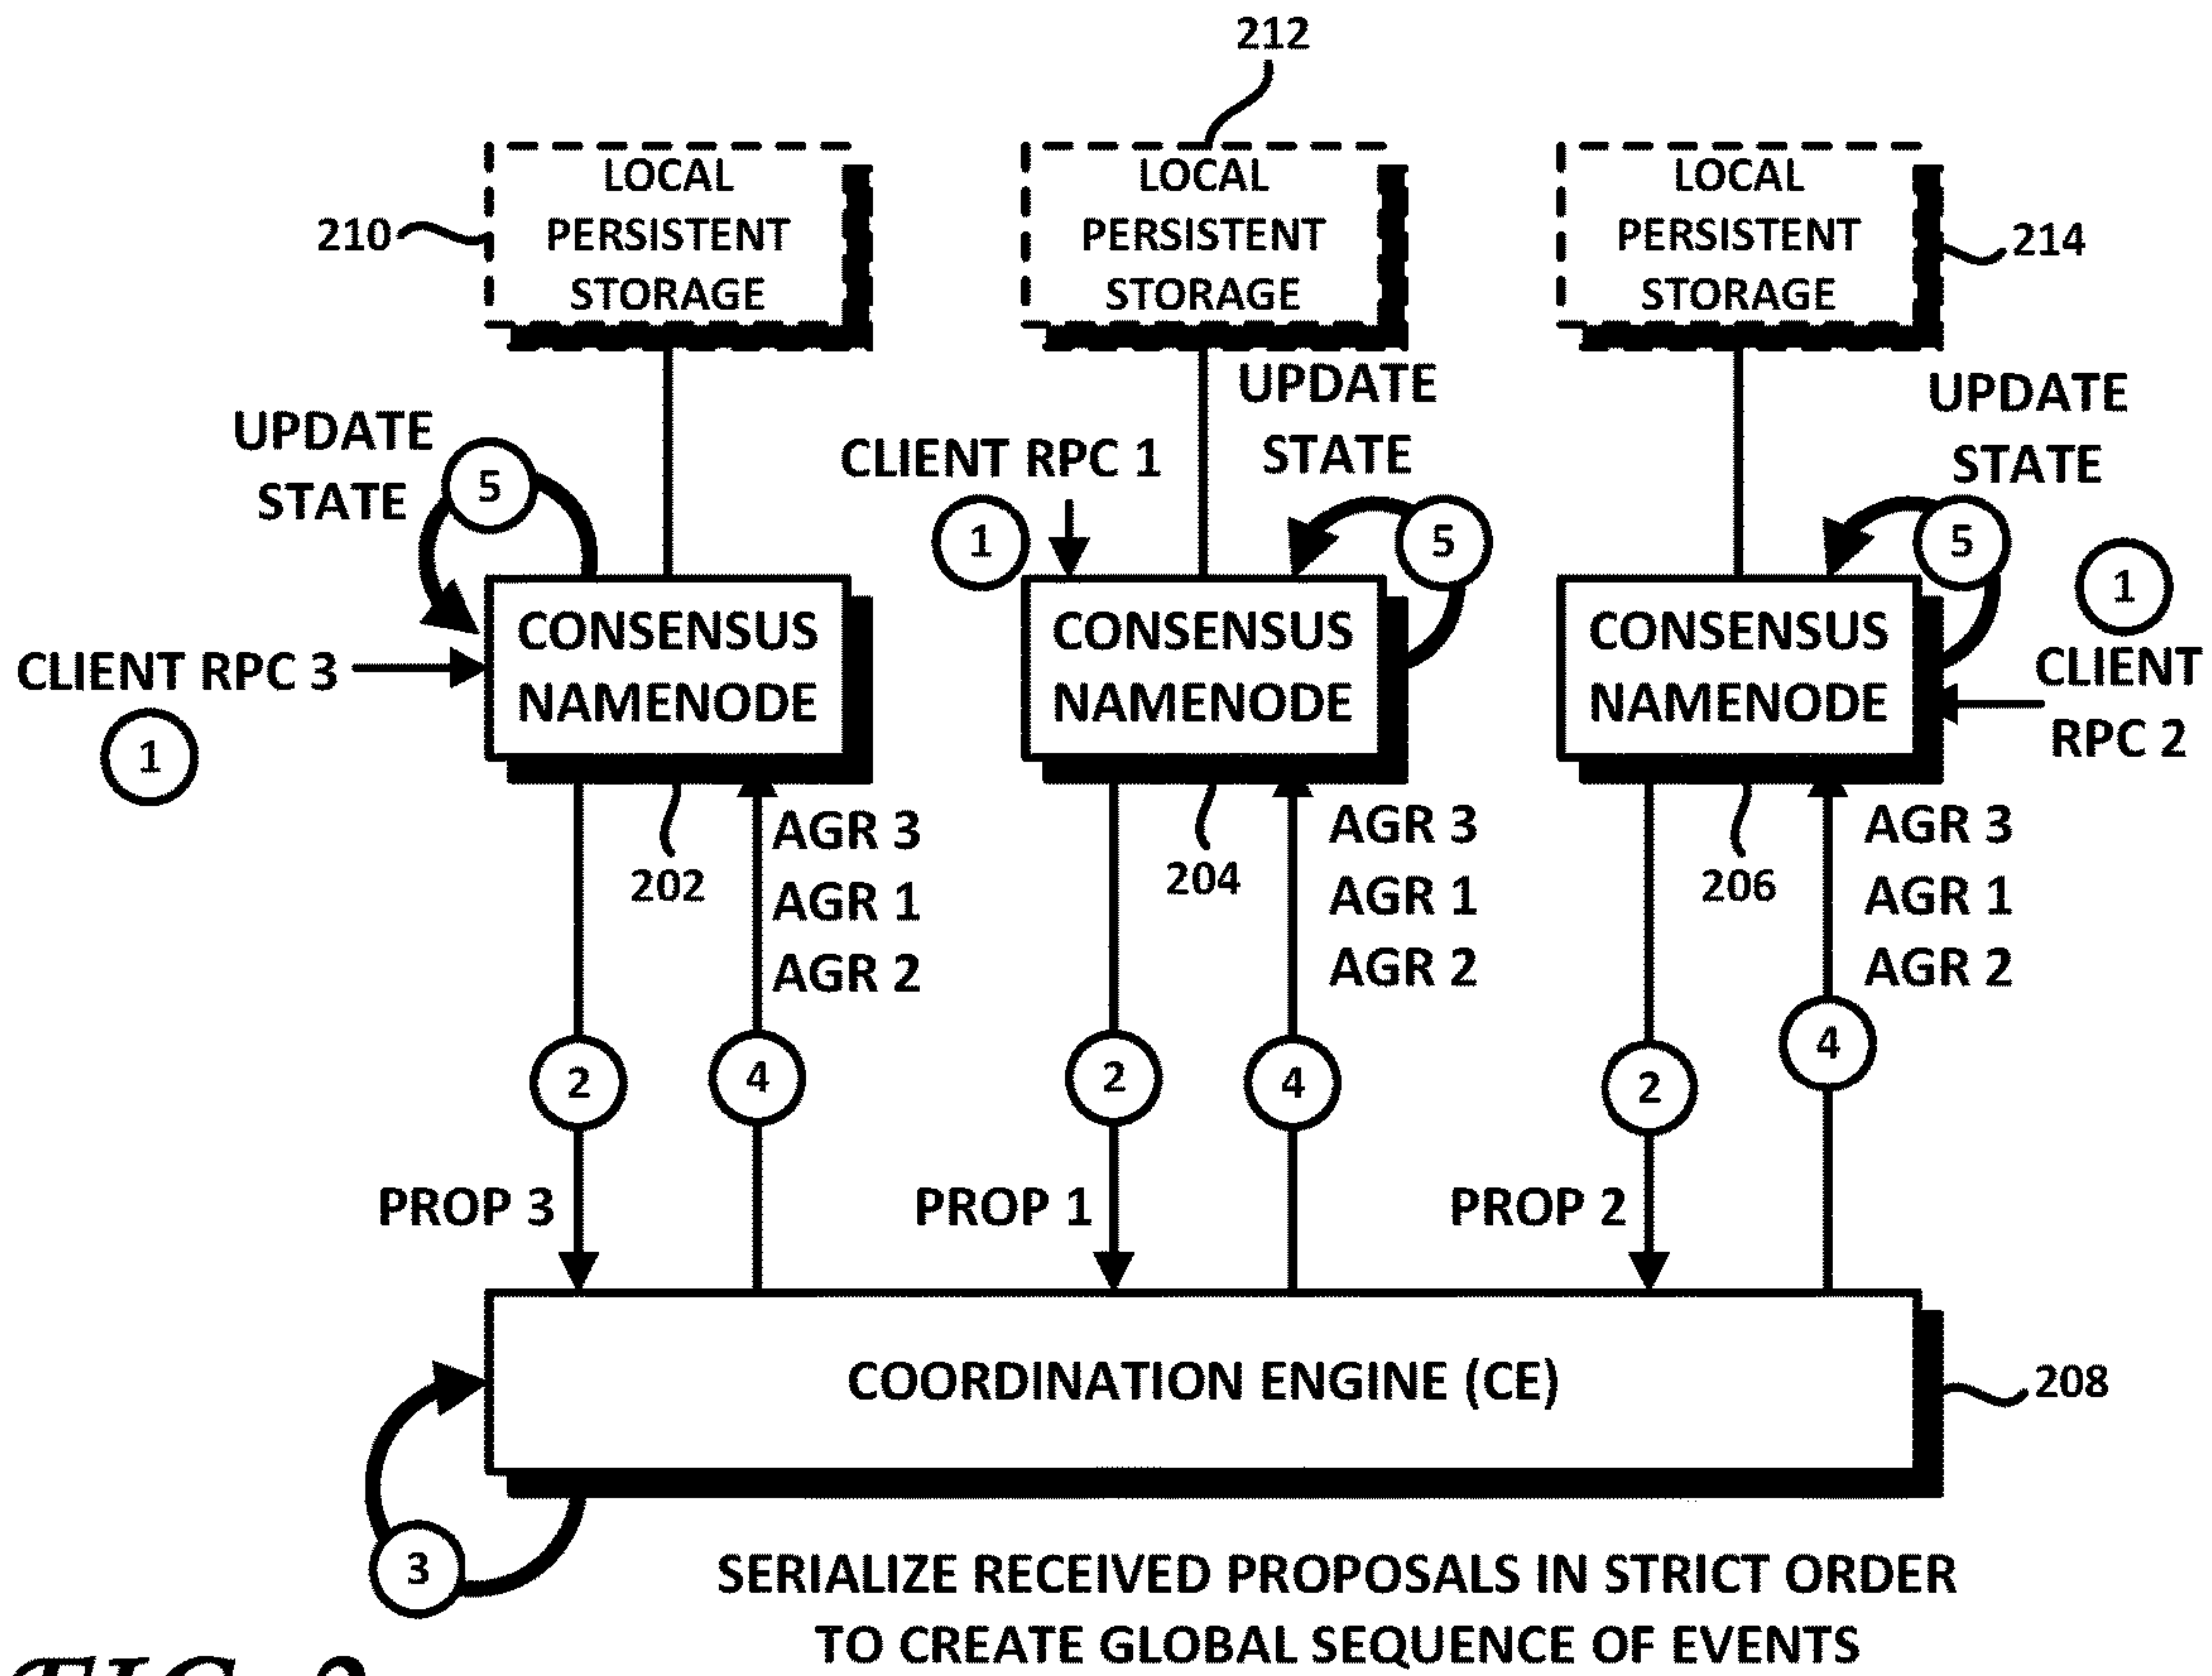 212
LOCAL
PERSISTENT
STORAGE
LOCAL
PERSISTENT
STORAGE
LOCAL
PERSISTENT
STORAGE
210
214
UPDATE
STATE
5
CLIENT RPC 1
1
UPDATE
STATE
5
UPDATE
STATE
5
1
CLIENT
RPC 2
CLIENT RPC 3
1
CONSENSUS
NAMENODE
CONSENSUS
NAMENODE
CONSENSUS
NAMENODE
202
AGR 3
AGR 1
AGR 2
204
AGR 3
AGR 1
AGR 2
206
AGR 3
AGR 1
AGR 2
2
4
2
4
2
4
PROP 3
PROP 1
PROP 2
COORDINATION ENGINE (CE)
208
3
SERIALIZE RECEIVED PROPOSALS IN STRICT ORDER
TO CREATE GLOBAL SEQUENCE OF EVENTS